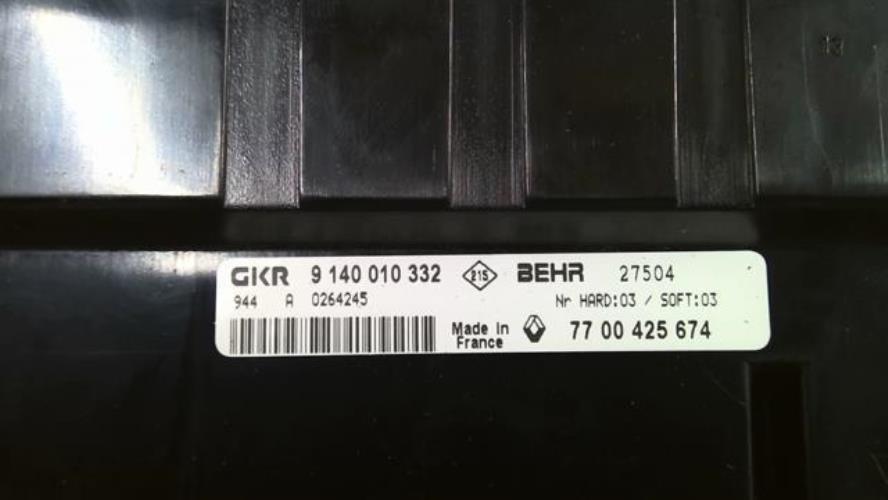 13
GKR 9 140 010 332 215 BEHR 27504
944 A 0264245 Nr HARD:03 / SOFT:03
Made in France 77 00 425 674